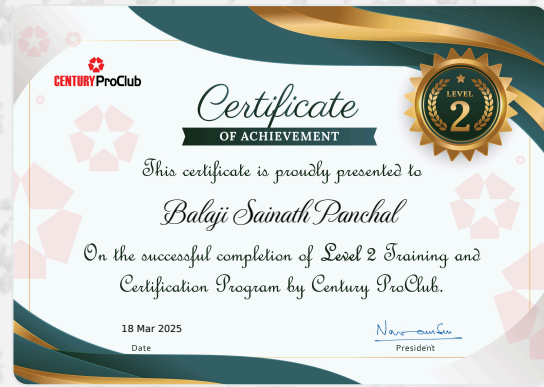 CENTURY ProClub
Certificate
OF ACHIEVEMENT
LEVEL
2
This certificate is proudly presented to
Balaji Sainath Panchal
On the successful completion of Level 2 Training and
Certification Program by Century ProClub.
18 Mar 2025
Date
President